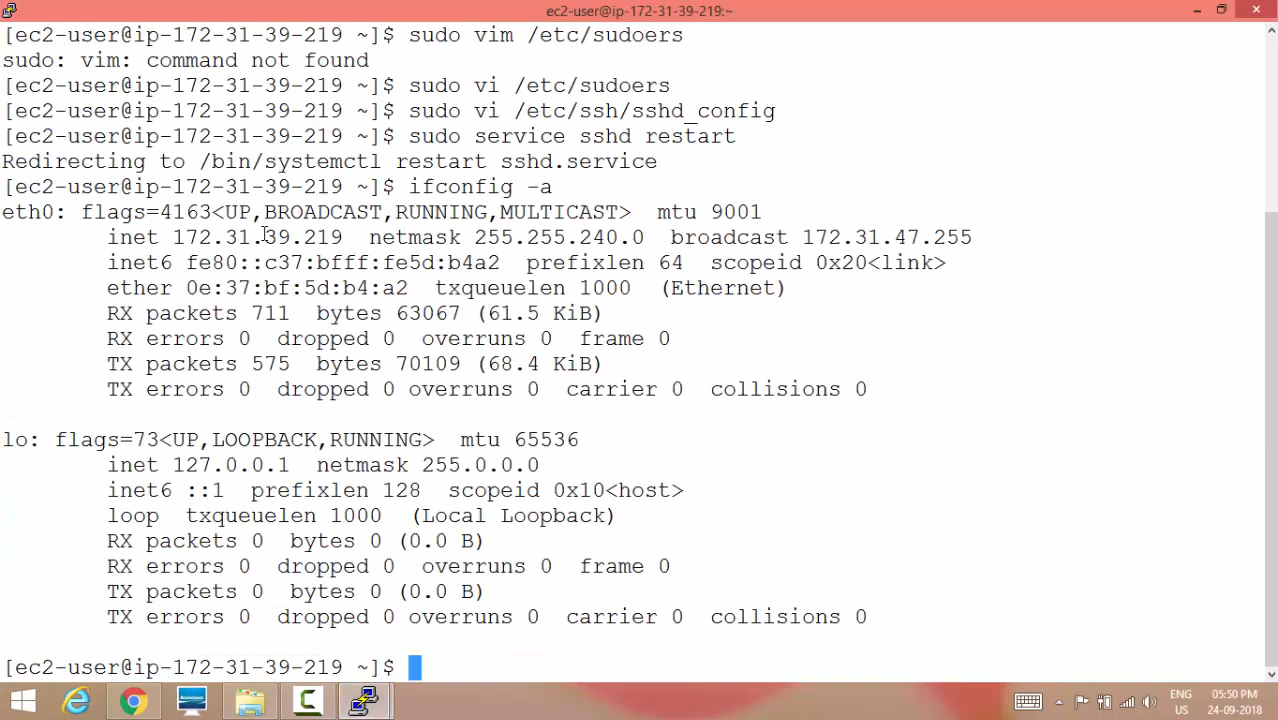 ec2-user@ip-172-31-39-219:~
[ec2-user@ip-172-31-39-219 ~]$ sudo vim /etc/sudoers
sudo: vim: command not found
[ec2-user@ip-172-31-39-219 ~]$ sudo vi /etc/sudoers
[ec2-user@ip-172-31-39-219 ~]$ sudo vi /etc/ssh/sshd_config
[ec2-user@ip-172-31-39-219 ~]$ sudo service sshd restart
Redirecting to /bin/systemctl restart sshd.service
[ec2-user@ip-172-31-39-219 ~]$ ifconfig -a
eth0: flags=4163<UP,BROADCAST,RUNNING,MULTICAST>  mtu 9001
        inet 172.31.39.219  netmask 255.255.240.0  broadcast 172.31.47.255
        inet6 fe80::c37:bfff:fe5d:b4a2  prefixlen 64  scopeid 0x20<link>
        ether 0e:37:bf:5d:b4:a2  txqueuelen 1000  (Ethernet)
        RX packets 711  bytes 63067 (61.5 KiB)
        RX errors 0  dropped 0  overruns 0  frame 0
        TX packets 575  bytes 70109 (68.4 KiB)
        TX errors 0  dropped 0 overruns 0  carrier 0  collisions 0
lo: flags=73<UP,LOOPBACK,RUNNING>  mtu 65536
        inet 127.0.0.1  netmask 255.0.0.0
        inet6 ::1  prefixlen 128  scopeid 0x10<host>
        loop  txqueuelen 1000  (Local Loopback)
        RX packets 0  bytes 0 (0.0 B)
        RX errors 0  dropped 0  overruns 0  frame 0
        TX packets 0  bytes 0 (0.0 B)
        TX errors 0  dropped 0 overruns 0  carrier 0  collisions 0
[ec2-user@ip-172-31-39-219 ~]$
ENG 05:50 PM
US 24-09-2018